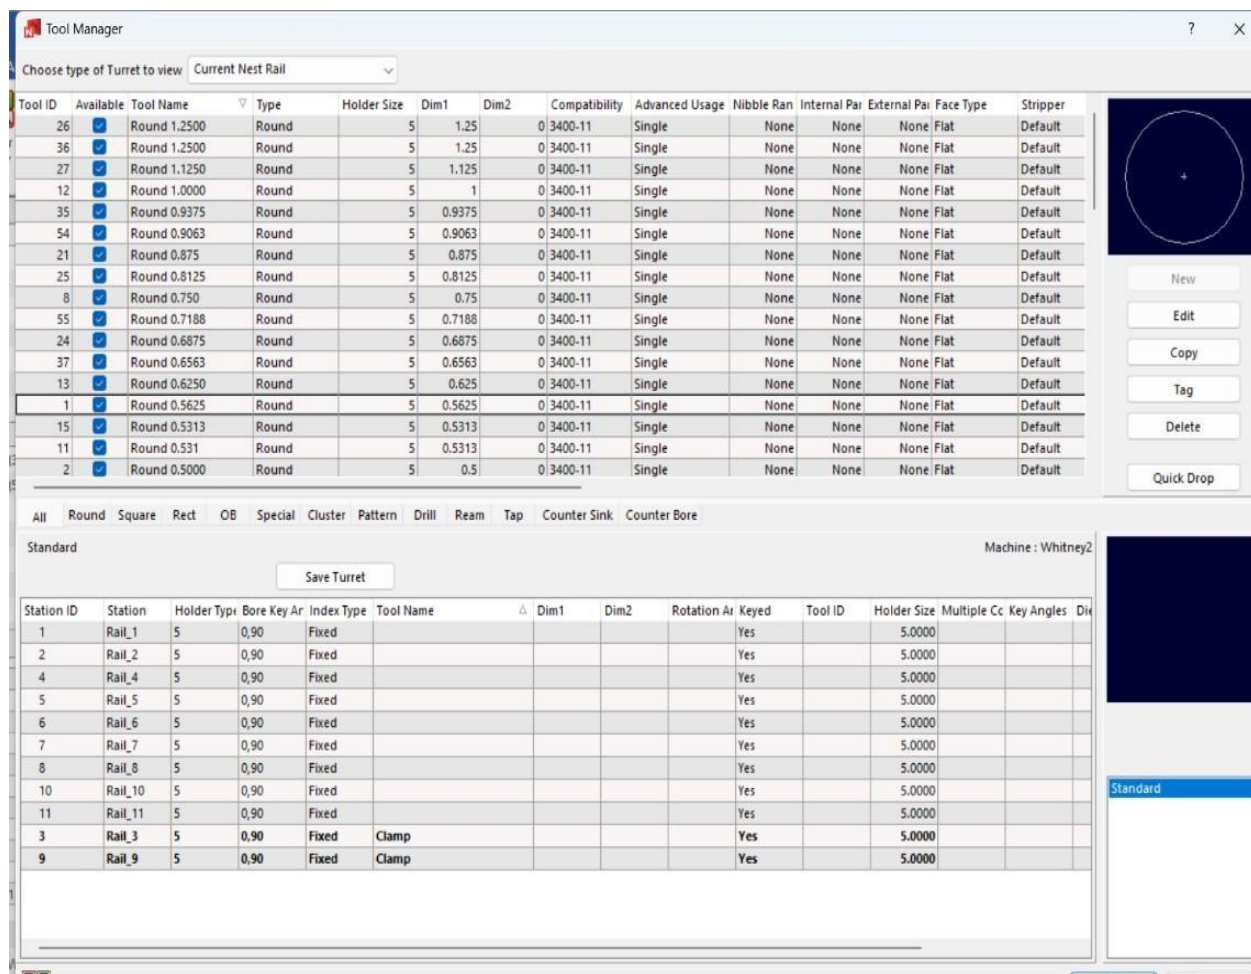 Tool Manager ? X
Choose type of Turret to view Current Nest Rail
Tool ID Available Tool Name Type Holder Size Dim1 Dim2 Compatibility Advanced Usage Nibble Ran Internal Par External Pai Face Type Stripper
26 Round 1.2500 Round 5 1.25 0 3400-11 Single None None None Flat Default
36 Round 1.2500 Round 5 1.25 0 3400-11 Single None None None Flat Default
27 Round 1.1250 Round 5 1.125 0 3400-11 Single None None None Flat Default
12 Round 1.0000 Round 5 1 0 3400-11 Single None None None Flat Default
35 Round 0.9375 Round 5 0.9375 0 3400-11 Single None None None Flat Default
54 Round 0.9063 Round 5 0.9063 0 3400-11 Single None None None Flat Default
21 Round 0.875 Round 5 0.875 0 3400-11 Single None None None Flat Default
25 Round 0.8125 Round 5 0.8125 0 3400-11 Single None None None Flat Default
8 Round 0.750 Round 5 0.75 0 3400-11 Single None None None Flat Default
55 Round 0.7188 Round 5 0.7188 0 3400-11 Single None None None Flat Default
24 Round 0.6875 Round 5 0.6875 0 3400-11 Single None None None Flat Default
37 Round 0.6563 Round 5 0.6563 0 3400-11 Single None None None Flat Default
13 Round 0.6250 Round 5 0.625 0 3400-11 Single None None None Flat Default
1 Round 0.5625 Round 5 0.5625 0 3400-11 Single None None None Flat Default
15 Round 0.5313 Round 5 0.5313 0 3400-11 Single None None None Flat Default
11 Round 0.531 Round 5 0.5313 0 3400-11 Single None None None Flat Default
2 Round 0.5000 Round 5 0.5 0 3400-11 Single None None None Flat Default
New
Edit
Copy
Tag
Delete
Quick Drop
All Round Square Rect OB Special Cluster Pattern Drill Ream Tap Counter Sink Counter Bore
Standard Machine : Whitney2
Save Turret
Station ID Station Holder Type Bore Key Ar Index Type Tool Name Dim1 Dim2 Rotation Ar Keyed Tool ID Holder Size Multiple Cc Key Angles Die
1 Rail_1 5 0,90 Fixed Yes 5.0000
2 Rail_2 5 0,90 Fixed Yes 5.0000
4 Rail_4 5 0,90 Fixed Yes 5.0000
5 Rail_5 5 0,90 Fixed Yes 5.0000
6 Rail_6 5 0,90 Fixed Yes 5.0000
7 Rail_7 5 0,90 Fixed Yes 5.0000
8 Rail_8 5 0,90 Fixed Yes 5.0000
10 Rail_10 5 0,90 Fixed Yes 5.0000
11 Rail_11 5 0,90 Fixed Yes 5.0000
3 Rail_3 5 0,90 Fixed Clamp Yes 5.0000
9 Rail_9 5 0,90 Fixed Clamp Yes 5.0000
Standard